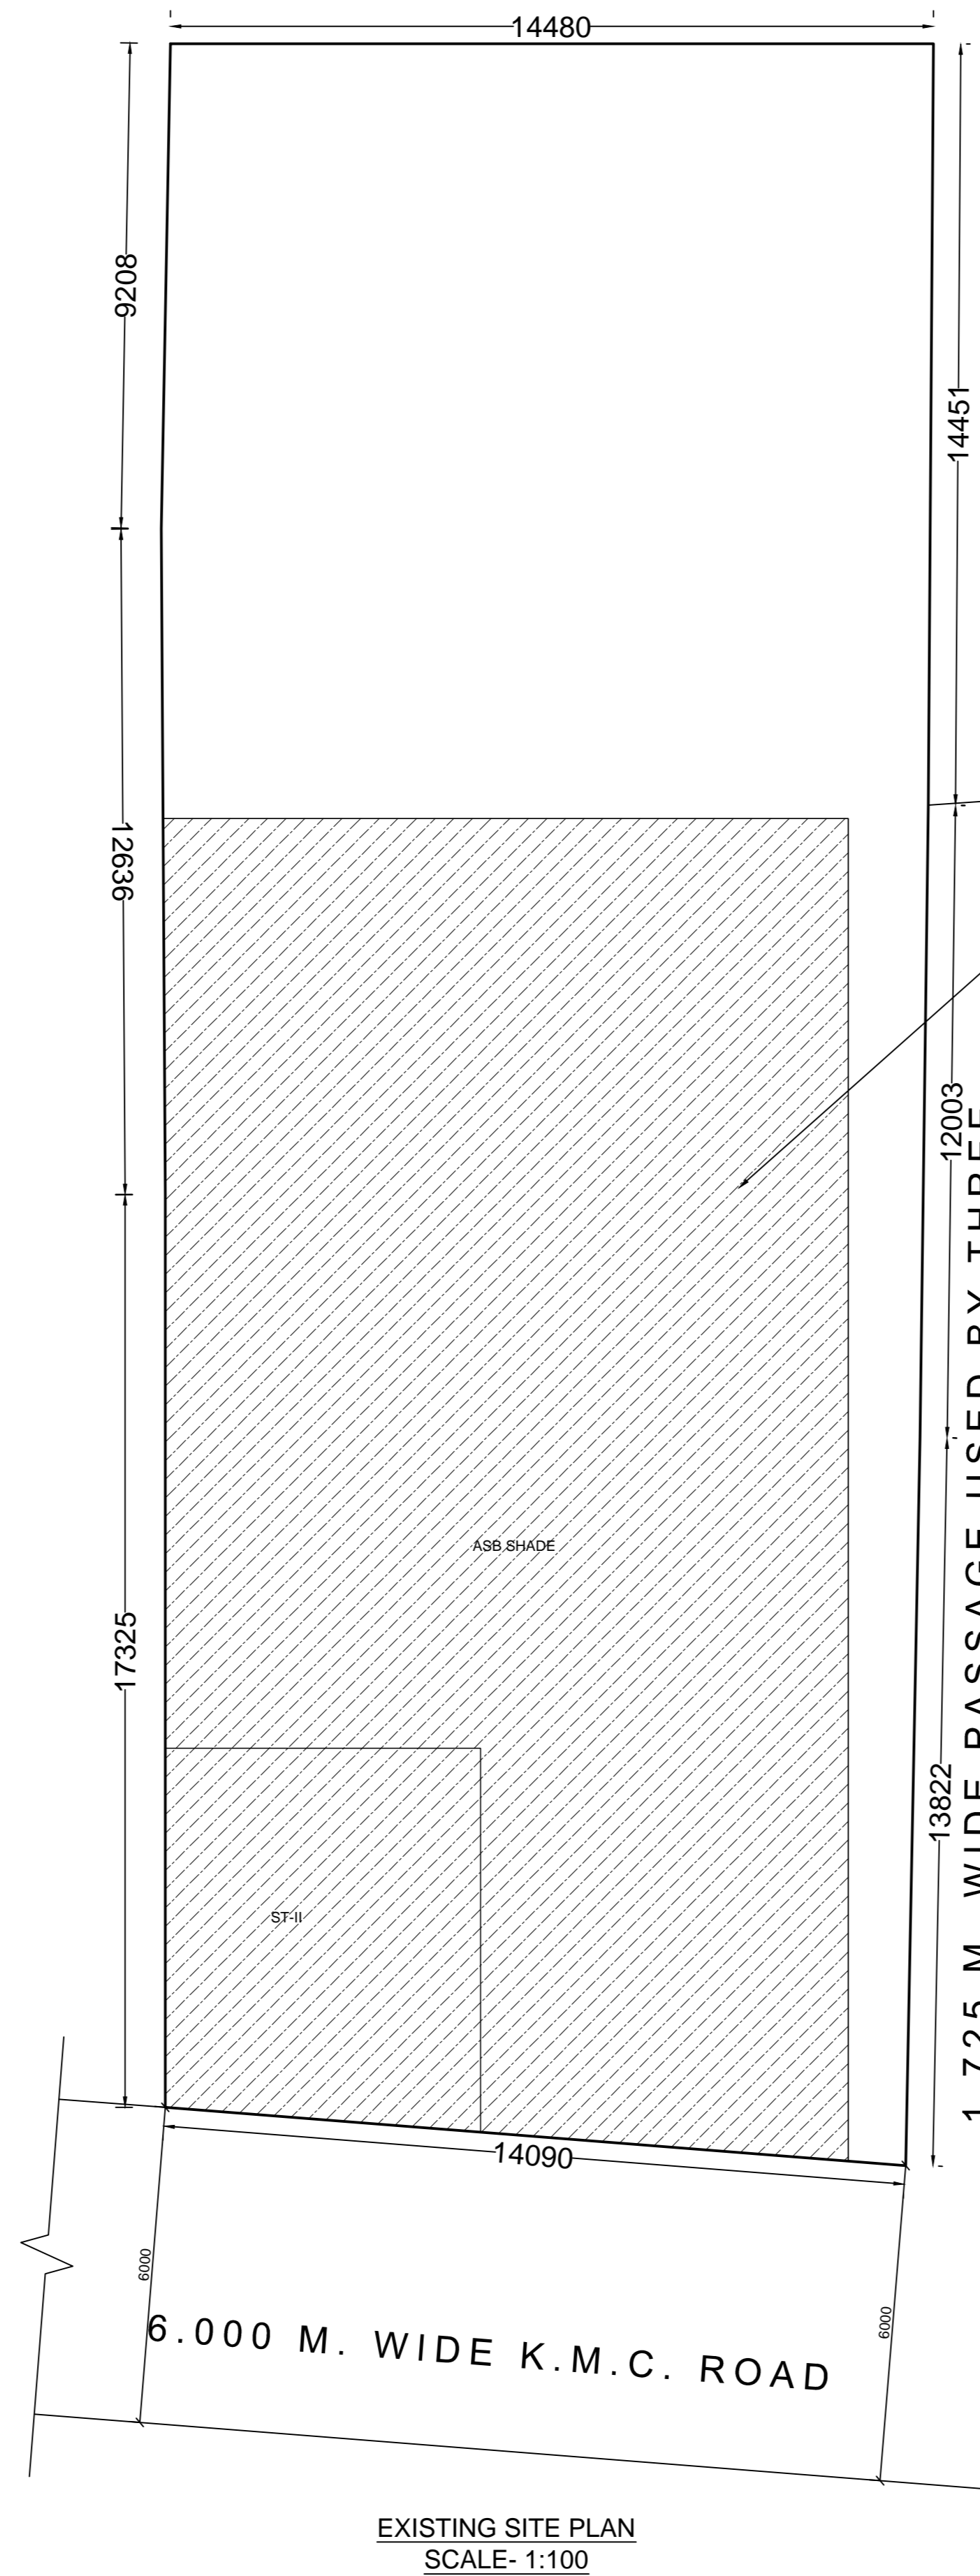 14480
9208
14451
12636
12003
1.725 M. WIDE PASSAGE USED BY THREE
ASB SHADE
17325
13822
ST-II
14090
6000
6000
6.000 M. WIDE K.M.C. ROAD
EXISTING SITE PLAN
SCALE- 1:100